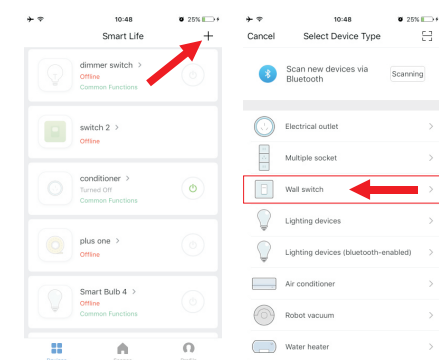 10:48
25%
Smart Life
+
dimmer switch >
Offline
Common Functions
switch 2 >
Offline
conditioner >
Turned Off
Common Functions
plus one >
Offline
Smart Bulb 4 >
Offline
Common Functions
10:48
25%
Cancel
Select Device Type
Scan new devices via
Bluetooth
Scanning
Electrical outlet
Multiple socket
Wall switch
Lighting devices
Lighting devices (bluetooth-enabled)
Air conditioner
Robot vacuum
Water heater